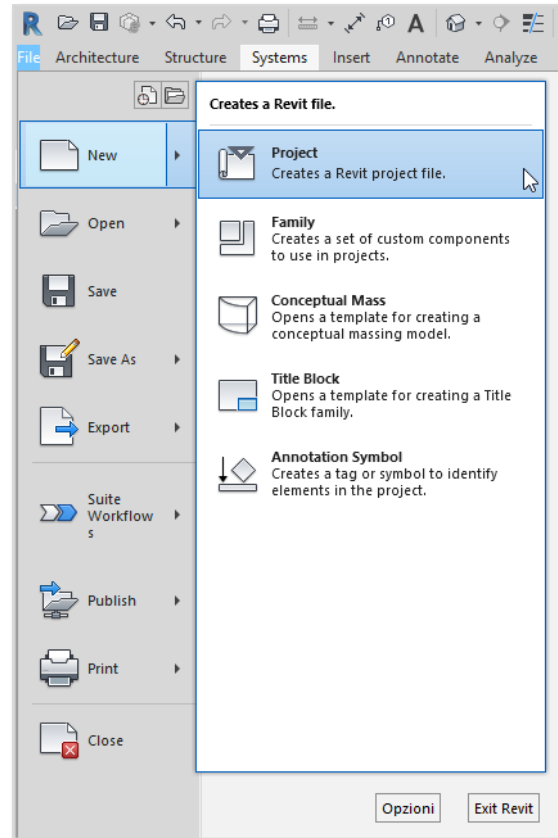 File Architecture Structure Systems Insert Annotate Analyze
Creates a Revit file.
New
Project
Creates a Revit project file.
Open
Family
Creates a set of custom components
to use in projects.
Save
Conceptual Mass
Opens a template for creating a
conceptual massing model.
Save As
Title Block
Opens a template for creating a Title
Block family.
Export
Annotation Symbol
Creates a tag or symbol to identify
elements in the project.
Suite
Workflow
s
Publish
Print
Close
Opzioni Exit Revit